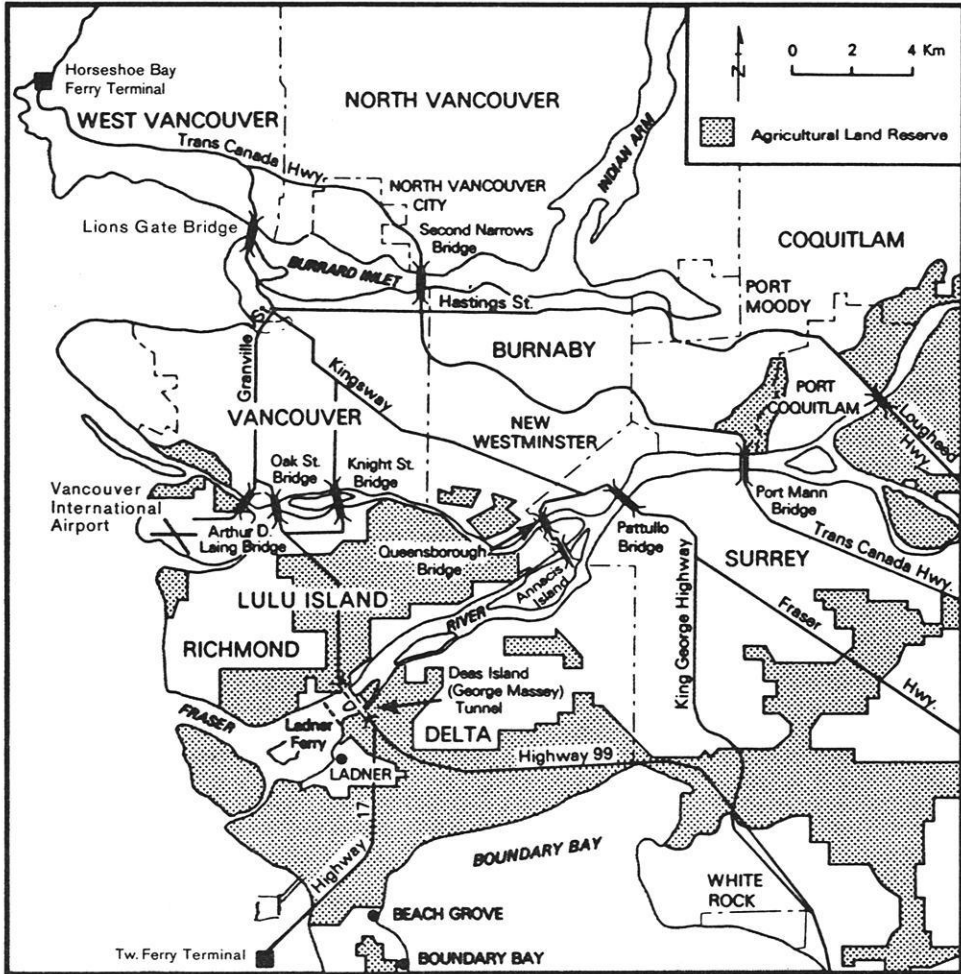 Horseshoe Bay
Ferry Terminal
NORTH VANCOUVER
WEST VANCOUVER
Trans Canada Hwy.
0 2 4 Km
N
Agricultural Land Reserve
INDIAN ARM
NORTH VANCOUVER
CITY
Lions Gate Bridge
Second Narrows
Bridge
BURRARD INLET
COQUITLAM
Hastings St.
PORT
MOODY
BURNABY
Granville St.
Kingsway
VANCOUVER
NEW
WESTMINSTER
PORT
COQUITLAM
Lougheed
Hwy.
Oak St.
Bridge
Knight St.
Bridge
Vancouver
International
Airport
Arthur D.
Laing Bridge
Queensborough
Bridge
Pattullo
Bridge
Port Mann
Bridge
Trans Canada Hwy.
SURREY
Annacis
Island
LULU ISLAND
RIVER
King George Highway
Fraser
Hwy.
RICHMOND
Deas Island
(George Massey)
Tunnel
FRASER
Ladner
Ferry
DELTA
LADNER
Highway 99
Highway 17
BOUNDARY BAY
WHITE
ROCK
BEACH GROVE
Tw. Ferry Terminal
BOUNDARY BAY